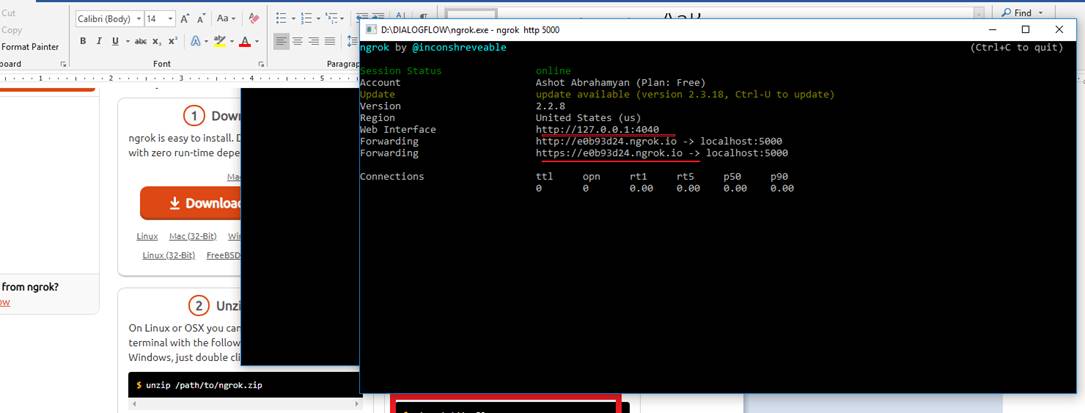 Cut
Copy
Format Painter
board
Calibri (Body)
14
Aa
B I U abc x₂ x²
Font
Paragrap
AaB
Find
D:\DIALOGFLOW\ngrok.exe - ngrok http 5000
ngrok by @inconshreveable (Ctrl+C to quit)
Session Status online
Account Ashot Abrahamyan (Plan: Free)
Update update available (version 2.3.18, Ctrl-U to update)
Version 2.2.8
Region United States (us)
Web Interface http://127.0.0.1:4040
Forwarding http://e0b93d24.ngrok.io -> localhost:5000
Forwarding https://e0b93d24.ngrok.io -> localhost:5000
Connections ttl opn rt1 rt5 p50 p90
0 0 0.00 0.00 0.00 0.00
1 Down
ngrok is easy to install. D
with zero run-time depe
Ma
Downloa
Linux Mac (32-Bit) Win
Linux (32-Bit) FreeBSD
from ngrok?
ow
2 Unzi
On Linux or OSX you can
terminal with the follow
Windows, just double cli
$ unzip /path/to/ngrok.zip